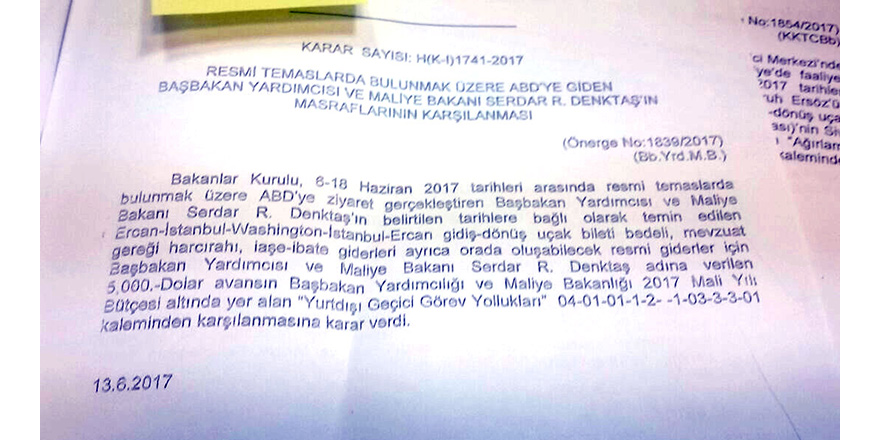 KARAR SAYISI: H(K-I)1741-2017
RESMİ TEMASLARDA BULUNMAK ÜZERE ABD'YE GİDEN
BAŞBAKAN YARDIMCISI VE MALİYE BAKANI SERDAR R. DENKTAŞ'IN
MASRAFLARININ KARŞILANMASI
(Önerge No:1839/2017)
(Bb.Yrd.M.B.)
Bakanlar Kurulu, 6-18 Haziran 2017 tarihleri arasında resmi temaslarda
bulunmak üzere ABD'ye ziyaret gerçekleştiren Başbakan Yardımcısı ve Maliye
Bakanı Serdar R. Denktaş'ın belirtilen tarihlere bağlı olarak temin edilen
Ercan-İstanbul-Washington-İstanbul-Ercan gidiş-dönüş uçak bileti bedeli, mevzuat
gereği harcırahı, iaşe-ibate giderleri ayrıca orada oluşabilecek resmi giderler için
Başbakan Yardımcısı ve Maliye Bakanı Serdar R. Denktaş adına verilen
5,000.-Dolar avansın Başbakan Yardımcılığı ve Maliye Bakanlığı 2017 Mali Yılı
Bütçesi altında yer alan "Yurtdışı Geçici Görev Yollukları" 04-01-01-1-2- -1-03-3-3-01
kaleminden karşılanmasına karar verdi.
13.6.2017
No:1854/2017)
(KKTCBb)
ci Merkezi'nde
ye'de faaliye
2017 tarihle
uh Ersöz'ü
-dönüş uça
ası)'nin Si
"Ağırlam
kaleminde